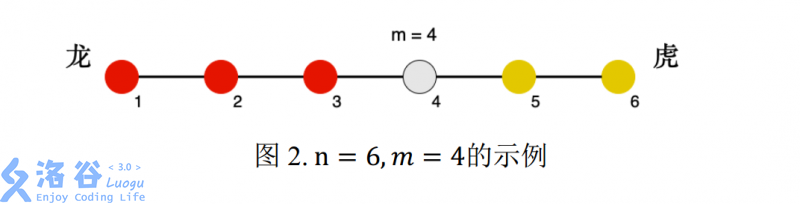 m = 4
龙 虎
1 2 3 4 5 6
图 2. n = 6, m = 4的示例
洛谷 < 3.0 >
Luogu
Enjoy Coding Life